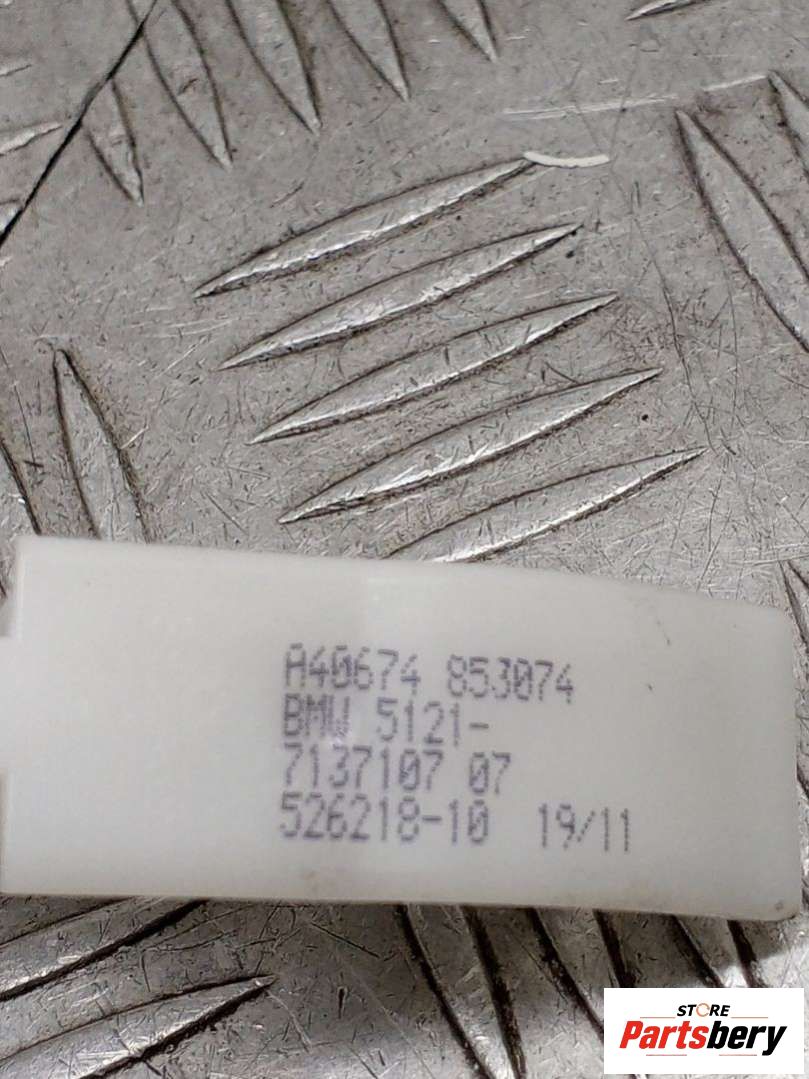 A40674 853074
BMW 5121-
7137107 07
526218-10 19/11
STORE
Partsbery